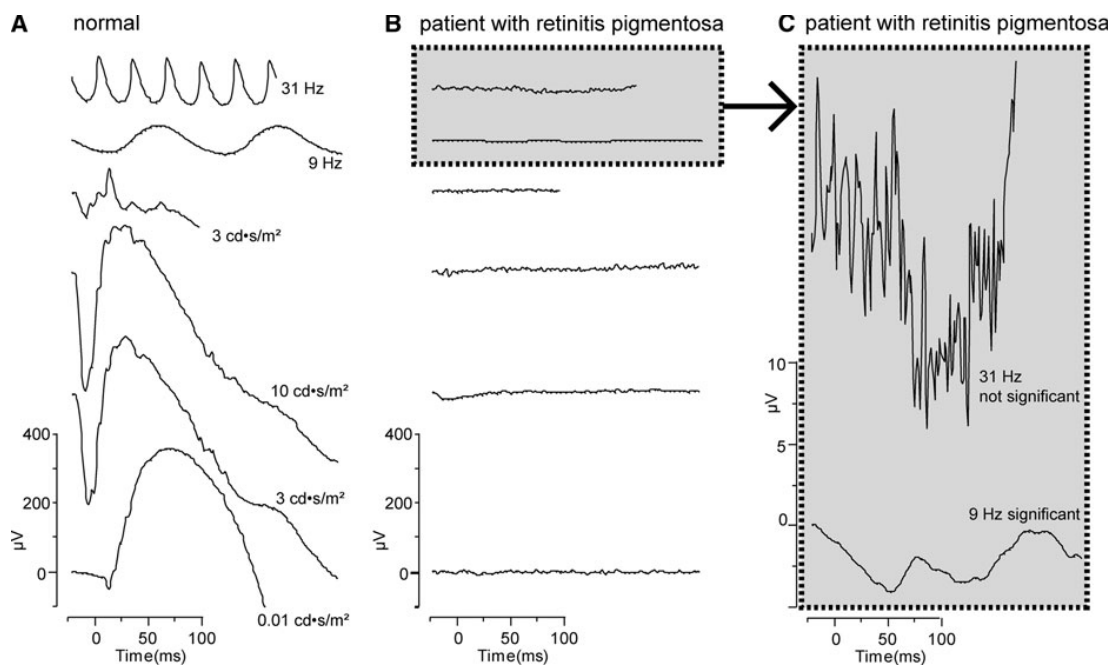 A normal
B patient with retinitis pigmentosa
C patient with retinitis pigmentosa
31 Hz
9 Hz
3 cd•s/m²
10 cd•s/m²
3 cd•s/m²
0.01 cd•s/m²
400
200
0
µV
0 50 100
Time(ms)
400
200
0
µV
0 50 100
Time(ms)
10
5
0
µV
31 Hz
not significant
9 Hz significant
0 50 100
Time(ms)